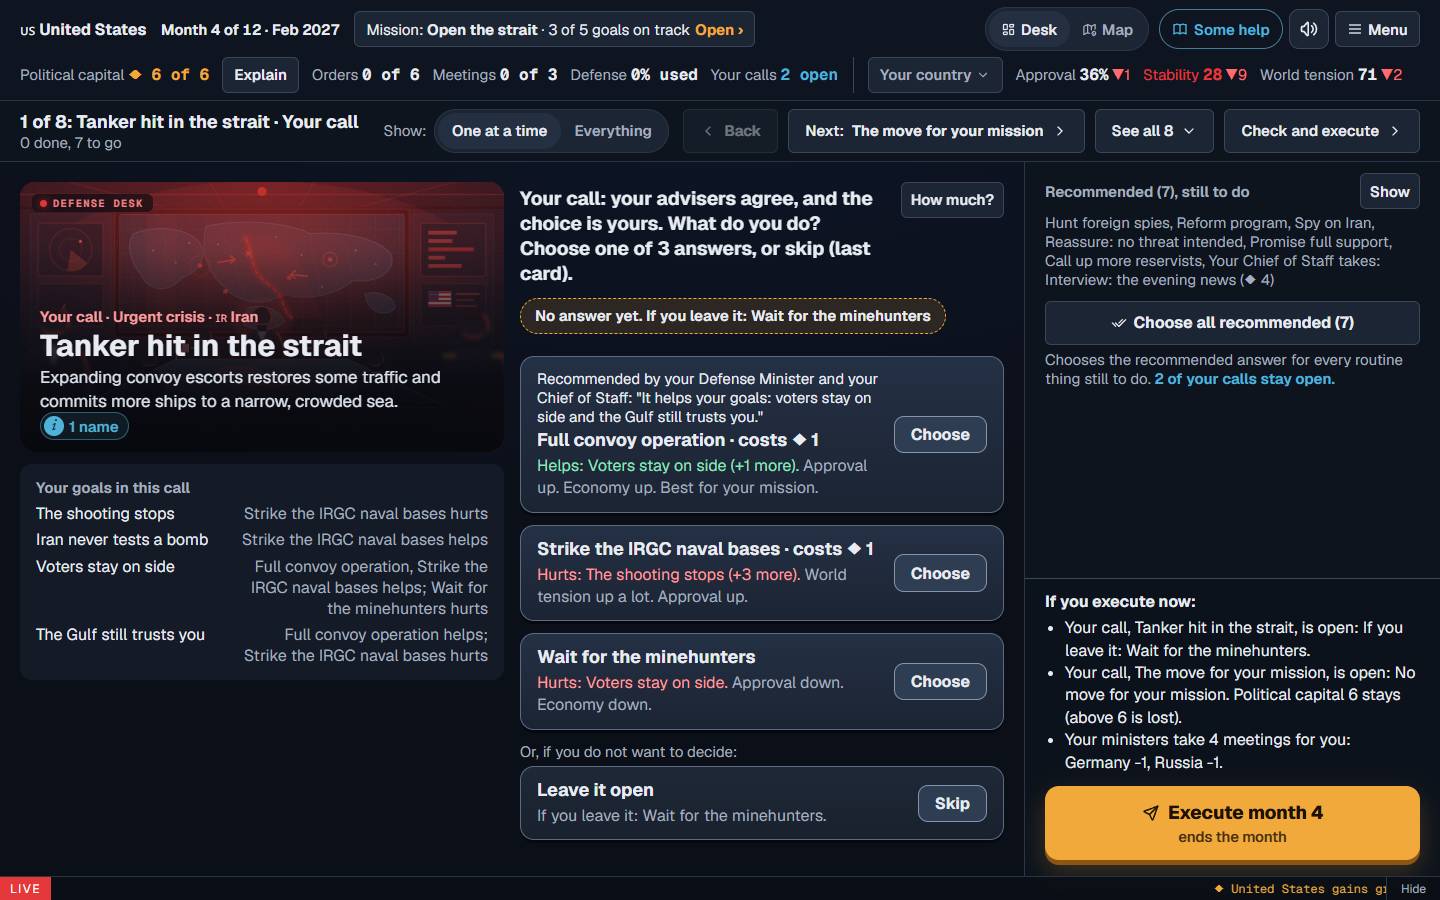 US United States Month 4 of 12 · Feb 2027 Mission: Open the strait · 3 of 5 goals on track Open › Desk Map Some help Menu
Political capital ◆ 6 of 6 Explain Orders 0 of 6 Meetings 0 of 3 Defense 0% used Your calls 2 open Your country Approval 36% ▼1 Stability 28 ▼9 World tension 71 ▼2
1 of 8: Tanker hit in the strait · Your call
0 done, 7 to go
Show: One at a time Everything Back Next: The move for your mission See all 8 Check and execute
DEFENSE DESK
Your call · Urgent crisis · IR Iran
Tanker hit in the strait
Expanding convoy escorts restores some traffic and
commits more ships to a narrow, crowded sea.
i 1 name
Your goals in this call
The shooting stops Strike the IRGC naval bases hurts
Iran never tests a bomb Strike the IRGC naval bases helps
Voters stay on side Full convoy operation, Strike the
IRGC naval bases helps; Wait for
the minehunters hurts
The Gulf still trusts you Full convoy operation helps;
Strike the IRGC naval bases hurts
Your call: your advisers agree, and the
choice is yours. What do you do?
Choose one of 3 answers, or skip (last
card).
How much?
No answer yet. If you leave it: Wait for the minehunters
Recommended by your Defense Minister and your
Chief of Staff: "It helps your goals: voters stay on
side and the Gulf still trusts you."
Full convoy operation · costs ◆ 1
Helps: Voters stay on side (+1 more). Approval
up. Economy up. Best for your mission.
Choose
Strike the IRGC naval bases · costs ◆ 1
Hurts: The shooting stops (+3 more). World
tension up a lot. Approval up.
Choose
Wait for the minehunters
Hurts: Voters stay on side. Approval down.
Economy down.
Choose
Or, if you do not want to decide:
Leave it open
If you leave it: Wait for the minehunters.
Skip
Recommended (7), still to do
Show
Hunt foreign spies, Reform program, Spy on Iran,
Reassure: no threat intended, Promise full support,
Call up more reservists, Your Chief of Staff takes:
Interview: the evening news (◆ 4)
Choose all recommended (7)
Chooses the recommended answer for every routine
thing still to do. 2 of your calls stay open.
If you execute now:
• Your call, Tanker hit in the strait, is open: If you
leave it: Wait for the minehunters.
• Your call, The move for your mission, is open: No
move for your mission. Political capital 6 stays
(above 6 is lost).
• Your ministers take 4 meetings for you:
Germany -1, Russia -1.
Execute month 4
ends the month
LIVE ◆ United States gains Hide